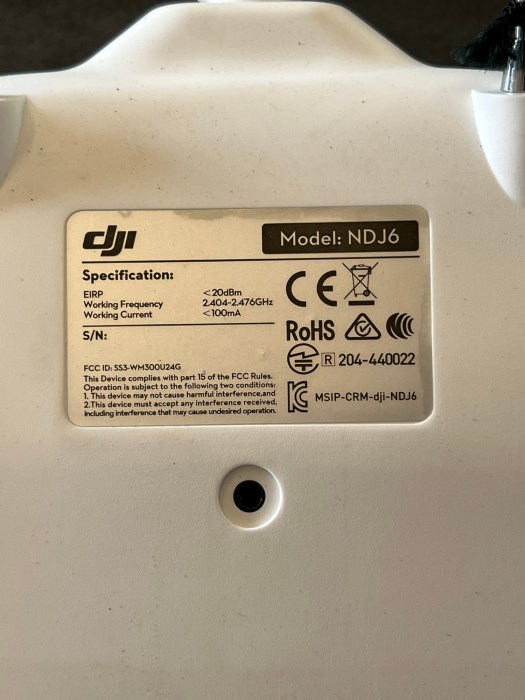 dji
Model: NDJ6
Specification:
EIRP <20dBm
Working Frequency 2.404-2.476GHz
Working Current <100mA
S/N:
CE
RoHS
R 204-440022
MSIP-CRM-dji-NDJ6
FCC ID: SS3-WM300U24G
This Device complies with part 15 of the FCC Rules.
Operation is subject to the following two conditions:
1. This device may not cause harmful interference,and
2.This device must accept any interference received,
including interference that may cause undesired operation.